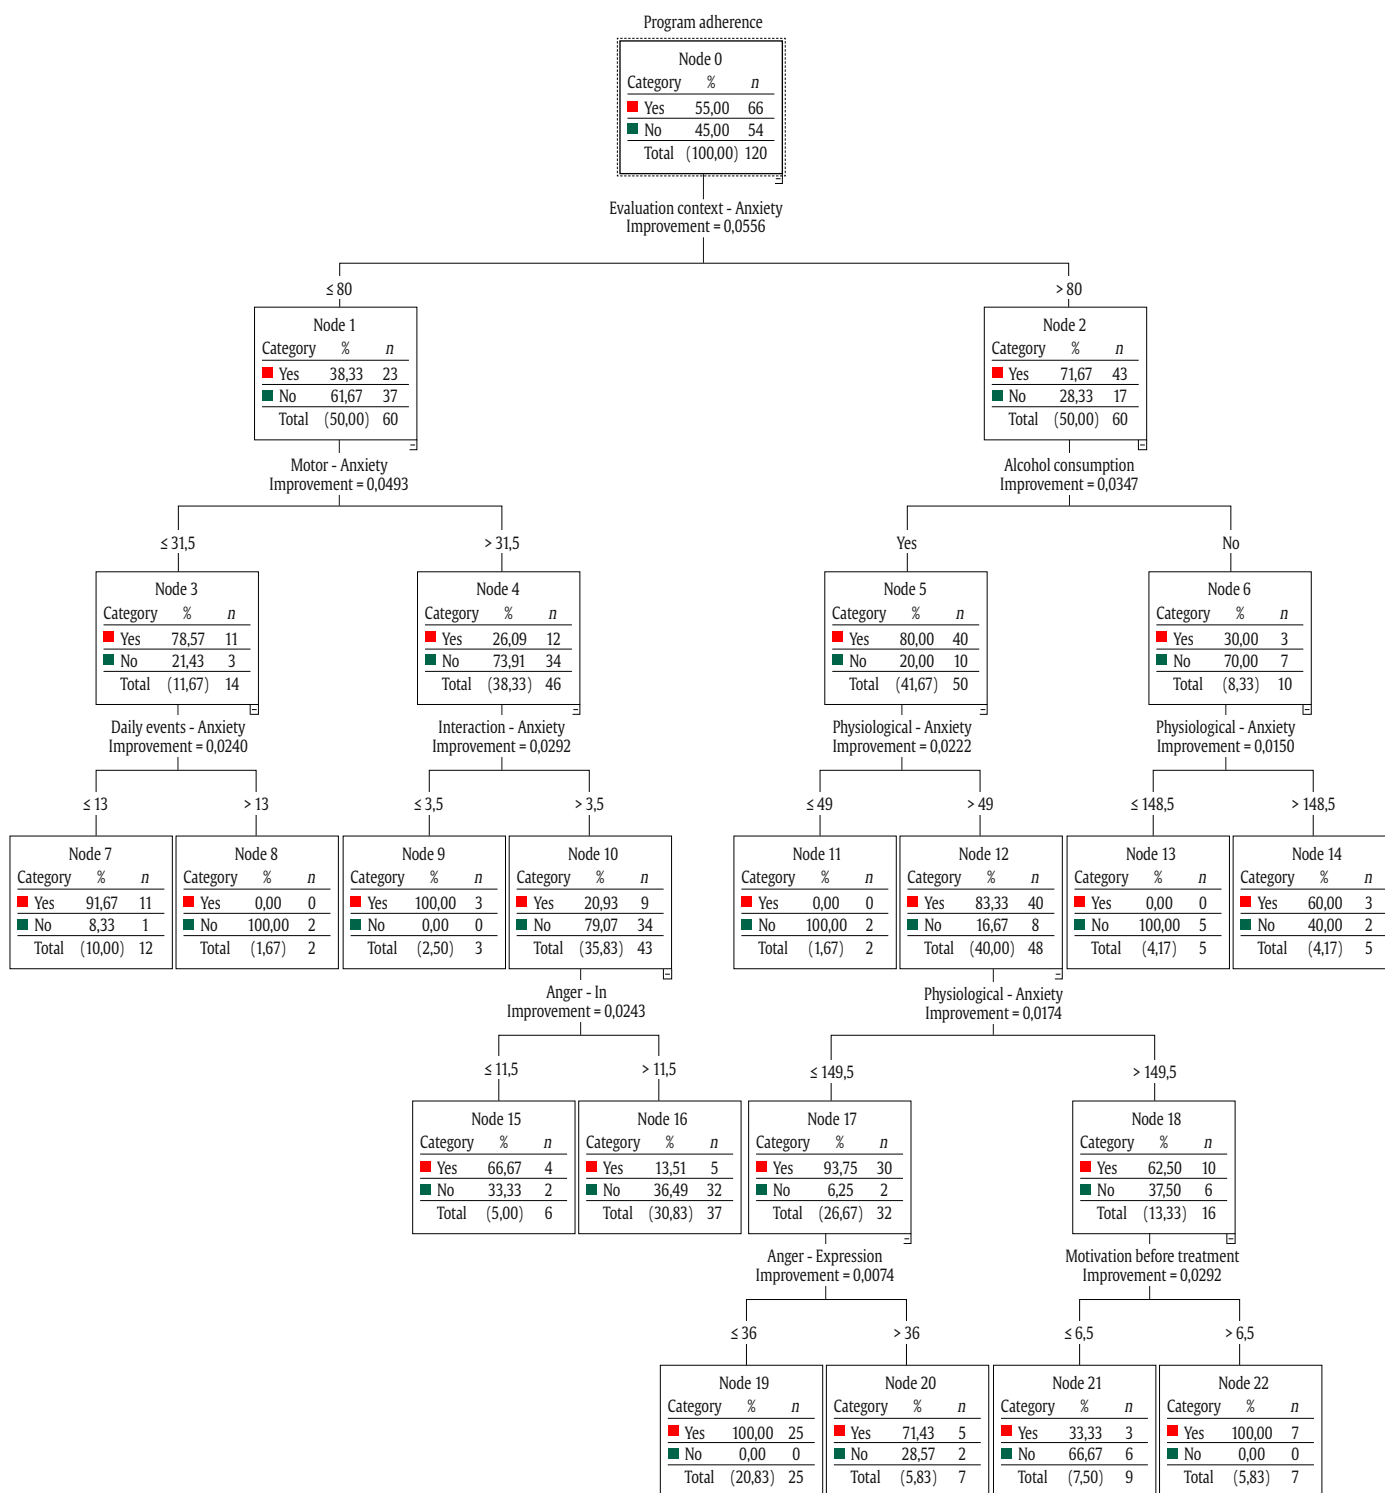 Program adherence
Node 0
Category % n
Yes 55,00 66
No 45,00 54
Total (100,00) 120
Evaluation context - Anxiety
Improvement = 0,0556
≤ 80
> 80
Node 1
Category % n
Yes 38,33 23
No 61,67 37
Total (50,00) 60
Motor - Anxiety
Improvement = 0,0493
Node 2
Category % n
Yes 71,67 43
No 28,33 17
Total (50,00) 60
Alcohol consumption
Improvement = 0,0347
≤ 31,5
> 31,5
Yes
No
Node 3
Category % n
Yes 78,57 11
No 21,43 3
Total (11,67) 14
Daily events - Anxiety
Improvement = 0,0240
Node 4
Category % n
Yes 26,09 12
No 73,91 34
Total (38,33) 46
Interaction - Anxiety
Improvement = 0,0292
Node 5
Category % n
Yes 80,00 40
No 20,00 10
Total (41,67) 50
Physiological - Anxiety
Improvement = 0,0222
Node 6
Category % n
Yes 30,00 3
No 70,00 7
Total (8,33) 10
Physiological - Anxiety
Improvement = 0,0150
≤ 13
> 13
≤ 3,5
> 3,5
≤ 49
> 49
≤ 148,5
> 148,5
Node 7
Category % n
Yes 91,67 11
No 8,33 1
Total (10,00) 12
Node 8
Category % n
Yes 0,00 0
No 100,00 2
Total (1,67) 2
Node 9
Category % n
Yes 100,00 3
No 0,00 0
Total (2,50) 3
Node 10
Category % n
Yes 20,93 9
No 79,07 34
Total (35,83) 43
Anger - In
Improvement = 0,0243
Node 11
Category % n
Yes 0,00 0
No 100,00 2
Total (1,67) 2
Node 12
Category % n
Yes 83,33 40
No 16,67 8
Total (40,00) 48
Physiological - Anxiety
Improvement = 0,0174
Node 13
Category % n
Yes 0,00 0
No 100,00 5
Total (4,17) 5
Node 14
Category % n
Yes 60,00 3
No 40,00 2
Total (4,17) 5
≤ 11,5
> 11,5
≤ 149,5
> 149,5
Node 15
Category % n
Yes 66,67 4
No 33,33 2
Total (5,00) 6
Node 16
Category % n
Yes 13,51 5
No 36,49 32
Total (30,83) 37
Node 17
Category % n
Yes 93,75 30
No 6,25 2
Total (26,67) 32
Anger - Expression
Improvement = 0,0074
Node 18
Category % n
Yes 62,50 10
No 37,50 6
Total (13,33) 16
Motivation before treatment
Improvement = 0,0292
≤ 36
> 36
≤ 6,5
> 6,5
Node 19
Category % n
Yes 100,00 25
No 0,00 0
Total (20,83) 25
Node 20
Category % n
Yes 71,43 5
No 28,57 2
Total (5,83) 7
Node 21
Category % n
Yes 33,33 3
No 66,67 6
Total (7,50) 9
Node 22
Category % n
Yes 100,00 7
No 0,00 0
Total (5,83) 7